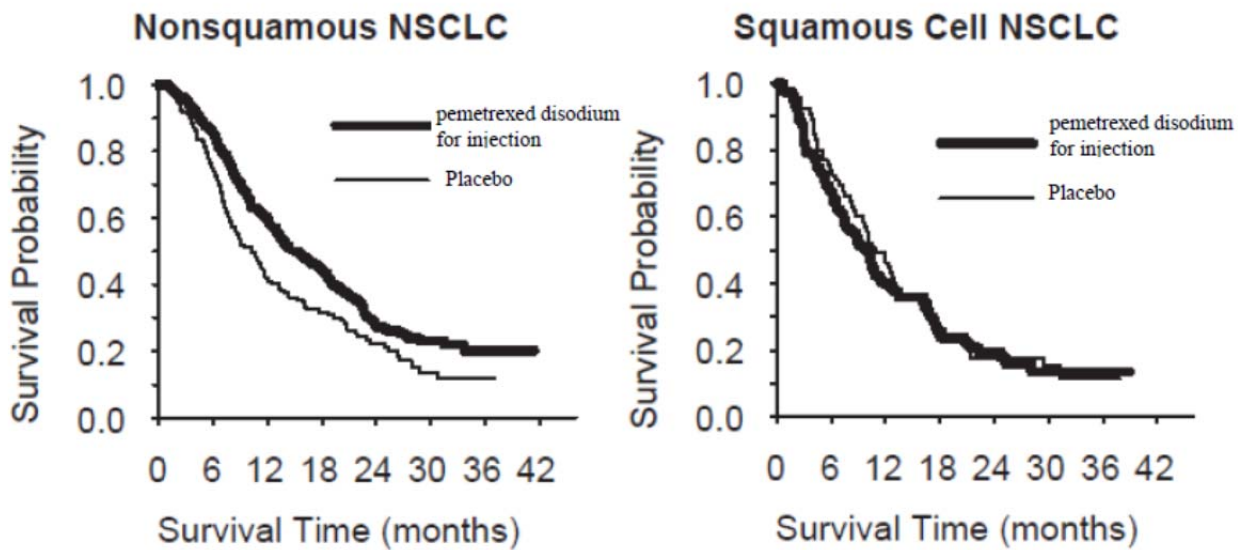 Nonsquamous NSCLC
Survival Probability
1.0
0.8
0.6
0.4
0.2
0.0
pemetrexed disodium
for injection
Placebo
0 6 12 18 24 30 36 42
Survival Time (months)
Squamous Cell NSCLC
Survival Probability
1.0
0.8
0.6
0.4
0.2
0.0
pemetrexed disodium
for injection
Placebo
0 6 12 18 24 30 36 42
Survival Time (months)